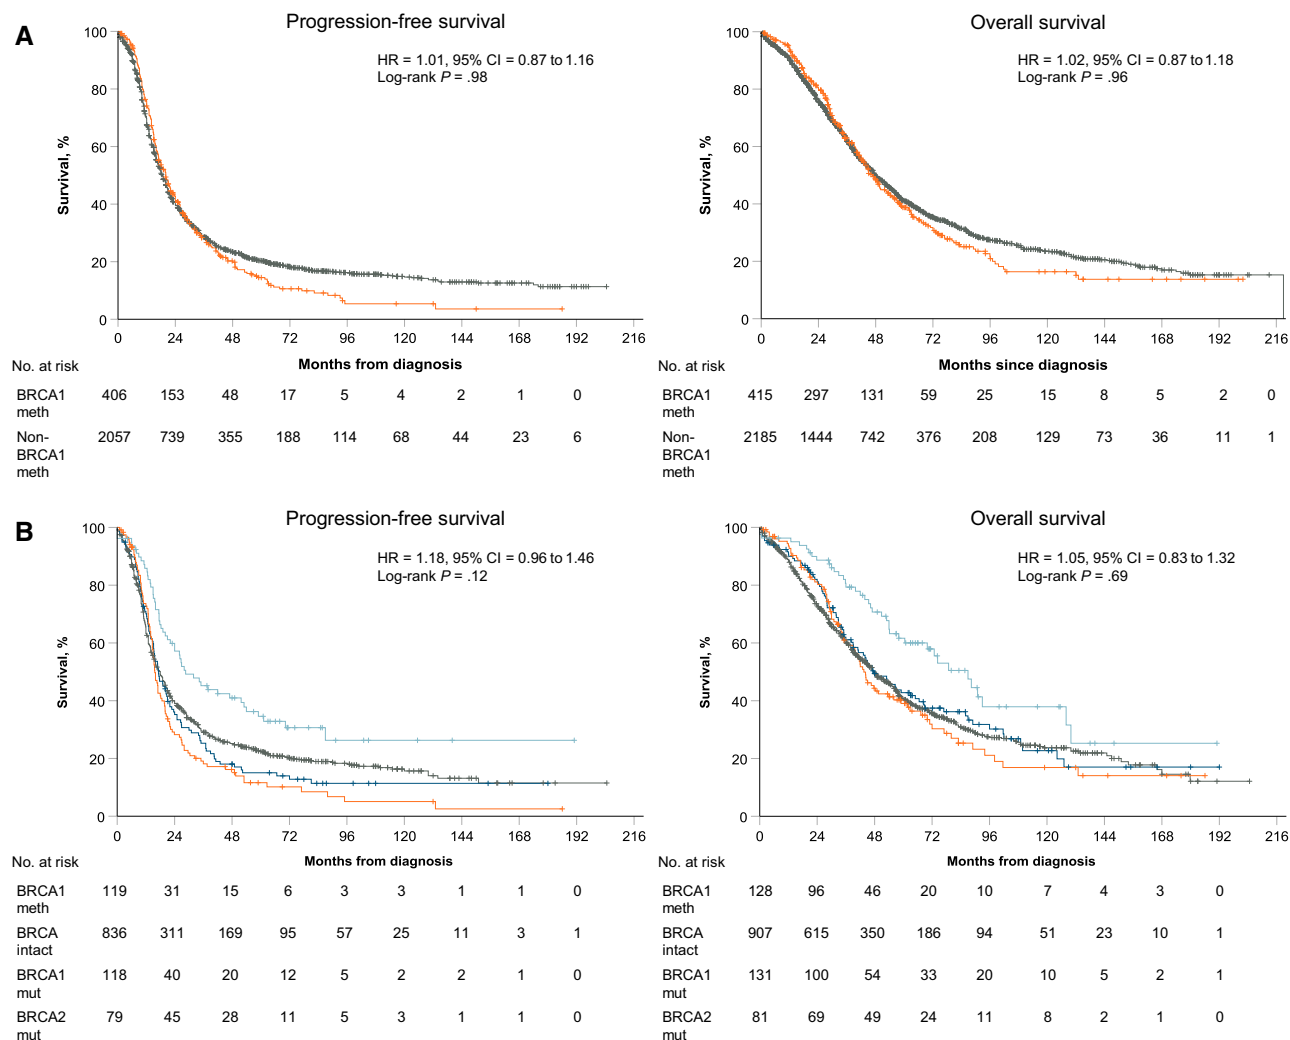 A
Progression-free survival
HR = 1.01, 95% CI = 0.87 to 1.16
Log-rank P = .98
Survival, %
100
80
60
40
20
0
0 24 48 72 96 120 144 168 192 216
Months from diagnosis
No. at risk
BRCA1 meth 406 153 48 17 5 4 2 1 0
Non-BRCA1 meth 2057 739 355 188 114 68 44 23 6
Overall survival
HR = 1.02, 95% CI = 0.87 to 1.18
Log-rank P = .96
Survival, %
100
80
60
40
20
0
0 24 48 72 96 120 144 168 192 216
Months since diagnosis
No. at risk
BRCA1 meth 415 297 131 59 25 15 8 5 2 0
Non-BRCA1 meth 2185 1444 742 376 208 129 73 36 11 1
B
Progression-free survival
HR = 1.18, 95% CI = 0.96 to 1.46
Log-rank P = .12
Survival, %
100
80
60
40
20
0
0 24 48 72 96 120 144 168 192 216
Months from diagnosis
No. at risk
BRCA1 meth 119 31 15 6 3 3 1 1 0
BRCA intact 836 311 169 95 57 25 11 3 1
BRCA1 mut 118 40 20 12 5 2 2 1 0
BRCA2 mut 79 45 28 11 5 3 1 1 0
Overall survival
HR = 1.05, 95% CI = 0.83 to 1.32
Log-rank P = .69
Survival, %
100
80
60
40
20
0
0 24 48 72 96 120 144 168 192 216
Months from diagnosis
No. at risk
BRCA1 meth 128 96 46 20 10 7 4 3 0
BRCA intact 907 615 350 186 94 51 23 10 1
BRCA1 mut 131 100 54 33 20 10 5 2 1
BRCA2 mut 81 69 49 24 11 8 2 1 0